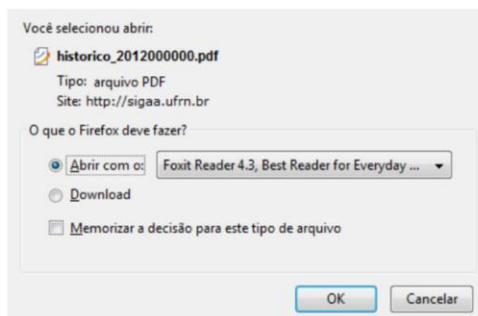 Você selecionou abrir:
historico_2012000000.pdf
Tipo: arquivo PDF
Site: http://sigaa.ufrn.br
O que o Firefox deve fazer?
Abrir com o: Foxit Reader 4.3, Best Reader for Everyday ...
Download
Memorizar a decisão para este tipo de arquivo
OK Cancelar